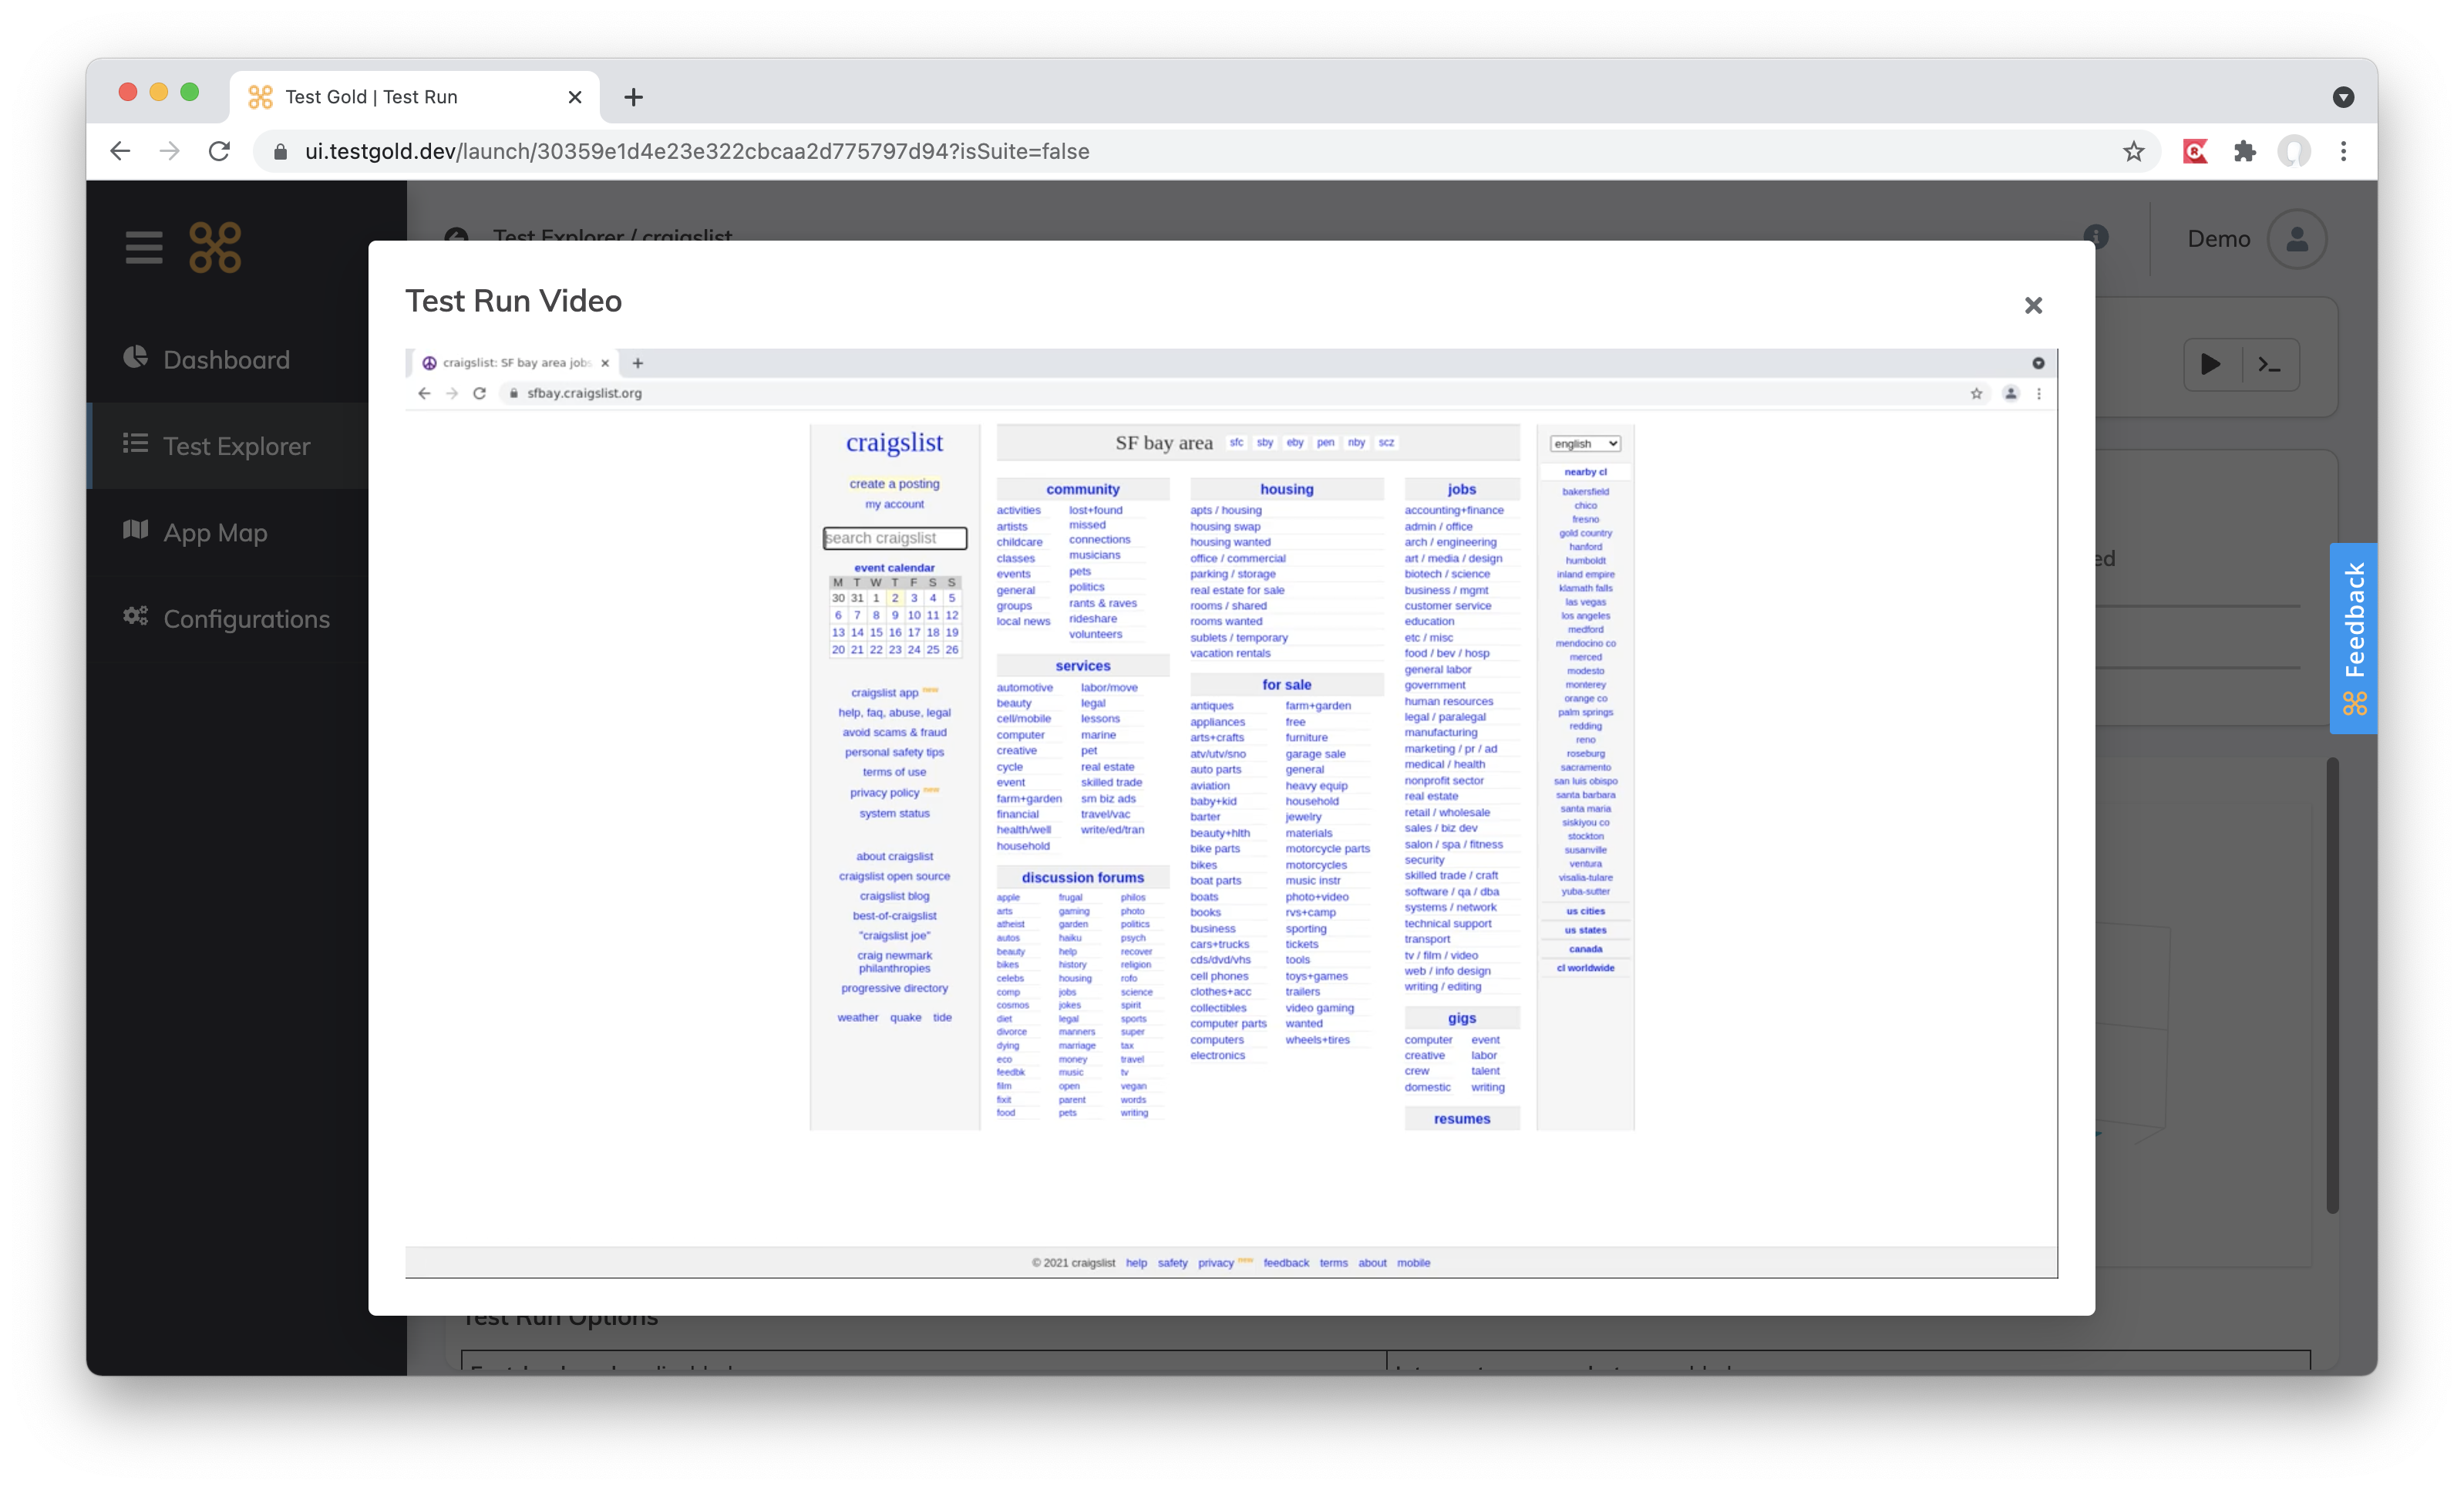 Test Gold | Test Run
ui.testgold.dev/launch/30359e1d4e23e322cbcaa2d775797d94?isSuite=false
Test Explorer / craigslist
Demo
Dashboard
Test Explorer
App Map
Configurations
Feedback
Test Run Video
craigslist: SF bay area jobs
sfbay.craigslist.org
craigslist
create a posting
my account
search craigslist
event calendar
M T W T F S S
30 31 1 2 3 4 5
6 7 8 9 10 11 12
13 14 15 16 17 18 19
20 21 22 23 24 25 26
craigslist app new
help, faq, abuse, legal
avoid scams & fraud
personal safety tips
terms of use
privacy policy new
system status
about craigslist
craigslist open source
craigslist blog
best-of-craigslist
"craigslist joe"
craig newmark
philanthropies
progressive directory
weather quake tide
SF bay area sfc sby eby pen nby scz
community
activities
artists
childcare
classes
events
general
groups
local news
lost+found
missed
connections
musicians
pets
politics
rants & raves
rideshare
volunteers
services
automotive
beauty
cell/mobile
computer
creative
cycle
event
farm+garden
financial
health/well
household
labor/move
legal
lessons
marine
pet
real estate
skilled trade
sm biz ads
travel/vac
write/ed/tran
discussion forums
apple
arts
atheist
autos
beauty
bikes
celebs
comp
cosmos
diet
divorce
dying
eco
feedbk
film
fixit
food
frugal
gaming
garden
haiku
help
history
housing
jobs
jokes
legal
manners
marriage
money
music
open
parent
pets
philos
photo
politics
psych
recover
religion
rofo
science
spirit
sports
super
tax
travel
tv
vegan
words
writing
housing
apts / housing
housing swap
housing wanted
office / commercial
parking / storage
real estate for sale
rooms / shared
rooms wanted
sublets / temporary
vacation rentals
for sale
antiques
appliances
arts+crafts
atv/utv/sno
auto parts
aviation
baby+kid
barter
beauty+hlth
bike parts
bikes
boat parts
boats
books
business
cars+trucks
cds/dvd/vhs
cell phones
clothes+acc
collectibles
computer parts
computers
electronics
farm+garden
free
furniture
garage sale
general
heavy equip
household
jewelry
materials
motorcycle parts
motorcycles
music instr
photo+video
rvs+camp
sporting
tickets
tools
toys+games
trailers
video gaming
wanted
wheels+tires
jobs
accounting+finance
admin / office
arch / engineering
art / media / design
biotech / science
business / mgmt
customer service
education
etc / misc
food / bev / hosp
general labor
government
human resources
legal / paralegal
manufacturing
marketing / pr / ad
medical / health
nonprofit sector
real estate
retail / wholesale
sales / biz dev
salon / spa / fitness
security
skilled trade / craft
software / qa / dba
systems / network
technical support
transport
tv / film / video
web / info design
writing / editing
gigs
computer
creative
crew
domestic
event
labor
talent
writing
resumes
english
nearby cl
bakersfield
chico
fresno
gold country
hanford
humboldt
inland empire
klamath falls
las vegas
los angeles
medford
mendocino co
merced
modesto
monterey
orange co
palm springs
redding
reno
roseburg
sacramento
san luis obispo
santa barbara
santa maria
siskiyou co
stockton
susanville
ventura
visalia-tulare
yuba-sutter
us cities
us states
canada
cl worldwide
© 2021 craigslist help safety privacy new feedback terms about mobile
Test Run Options